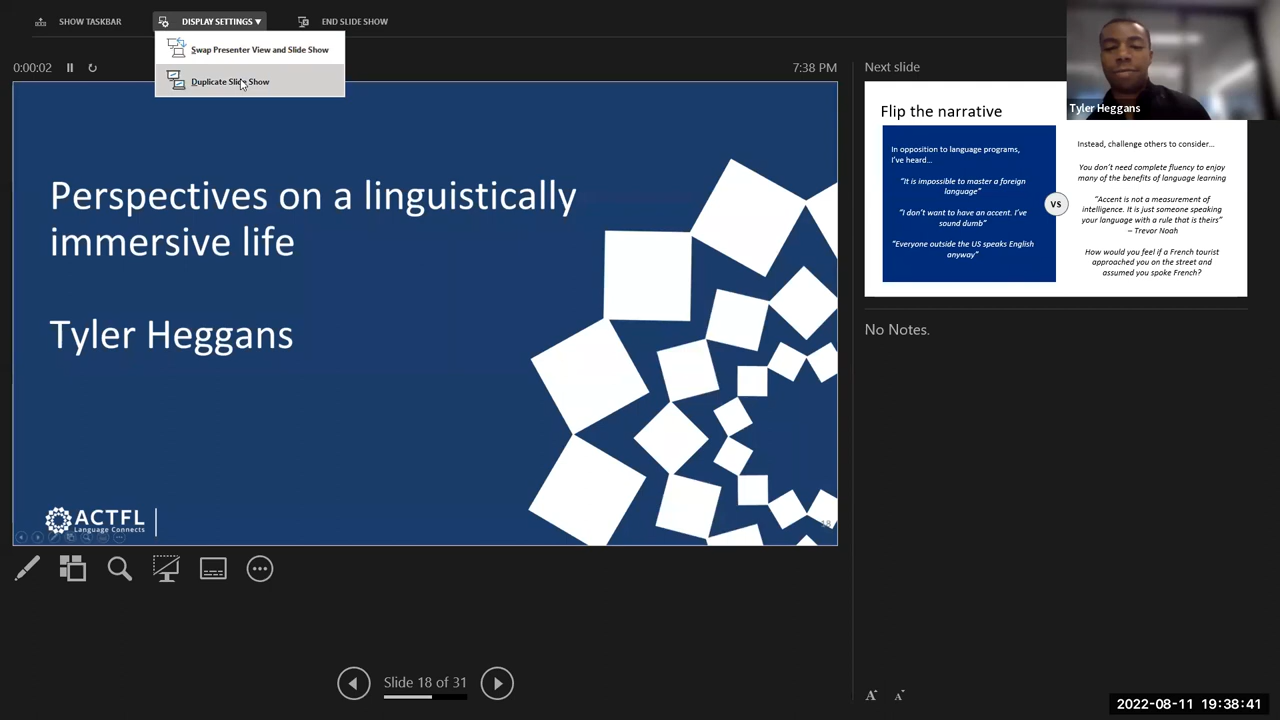 SHOW TASKBAR
DISPLAY SETTINGS ▾
END SLIDE SHOW
Swap Presenter View and Slide Show
Duplicate Slide Show
0:00:02
7:38 PM
Perspectives on a linguistically
immersive life
Tyler Heggans
ACTFL
Language Connects
18
Next slide
Flip the narrative
In opposition to language programs,
I've heard...
"It is impossible to master a foreign
language"
"I don't want to have an accent. I've
sound dumb"
"Everyone outside the US speaks English
anyway"
VS
Instead, challenge others to consider...
You don't need complete fluency to enjoy
many of the benefits of language learning
"Accent is not a measurement of
intelligence. It is just someone speaking
your language with a rule that is theirs"
– Trevor Noah
How would you feel if a French tourist
approached you on the street and
assumed you spoke French?
Tyler Heggans
No Notes.
Slide 18 of 31
A A
2022-08-11 19:38:41